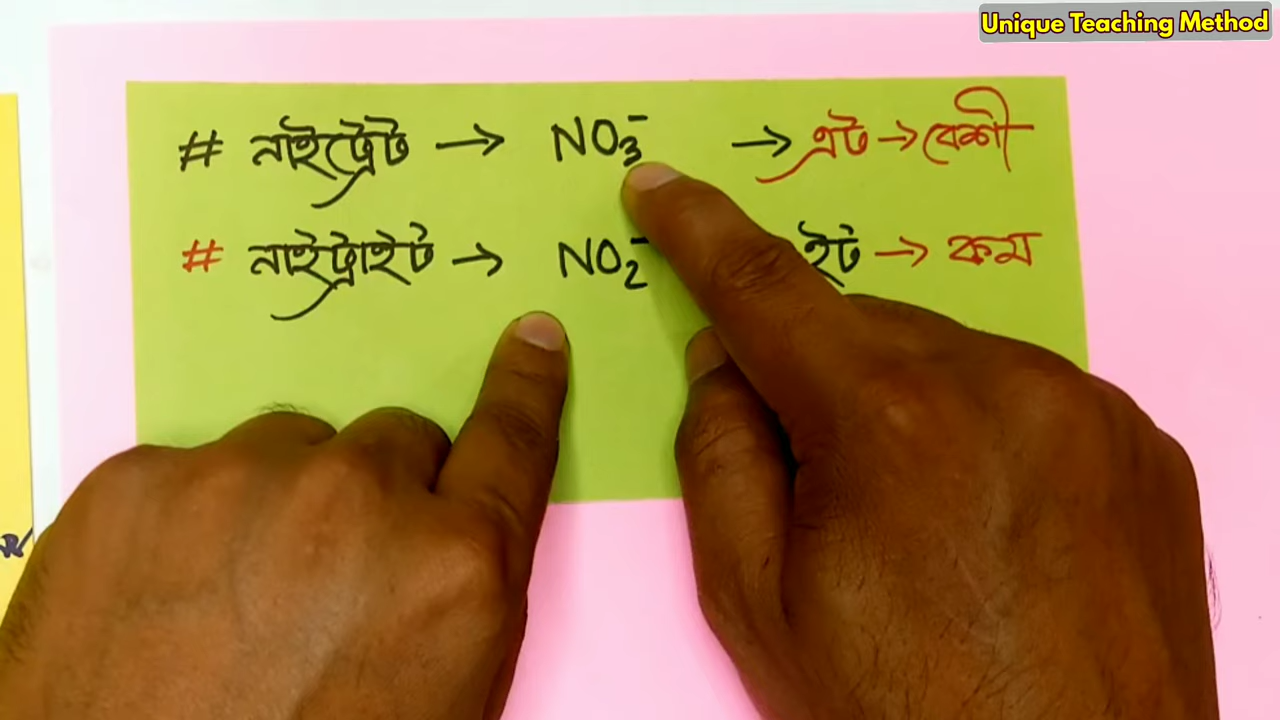 Unique Teaching Method
# নাইট্রেট → NO₃⁻ → এট → বেশী
# নাইট্রাইট → NO₂⁻ ইট → কম